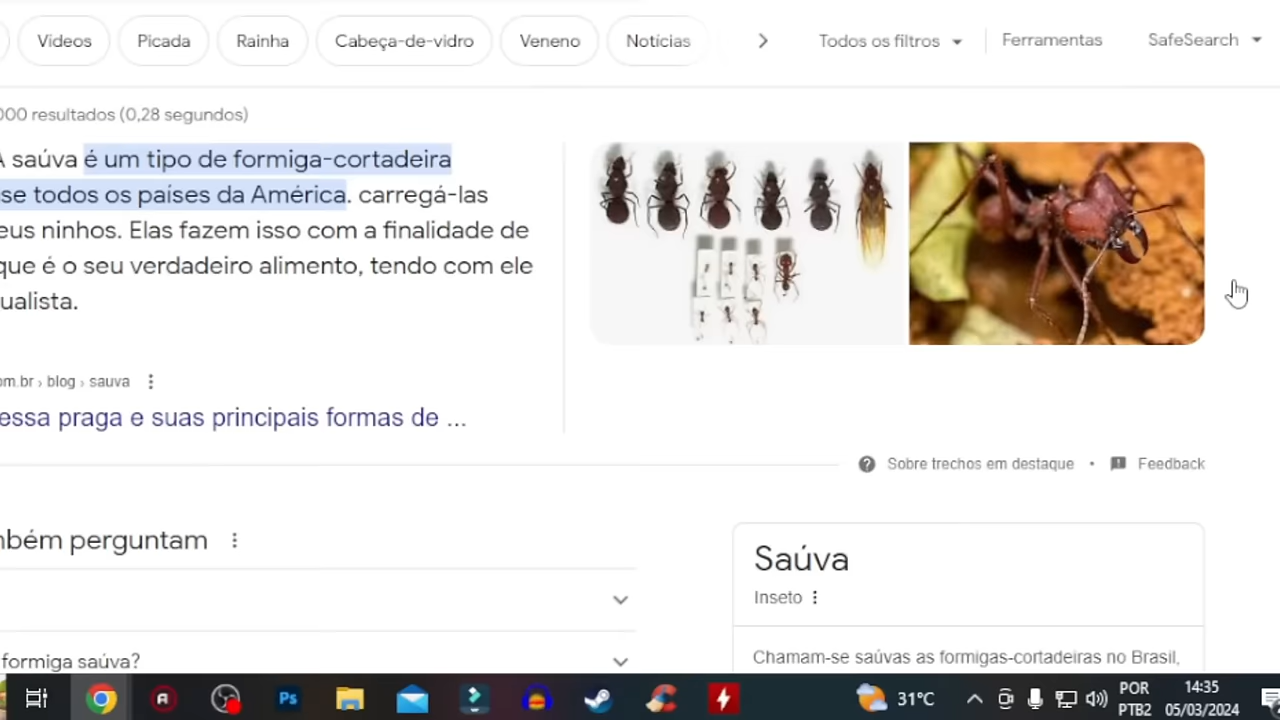 Vídeos
Picada
Rainha
Cabeça-de-vidro
Veneno
Notícias
Todos os filtros
Ferramentas
SafeSearch
000 resultados (0,28 segundos)
A saúva é um tipo de formiga-cortadeira
se todos os países da América. carregá-las
eus ninhos. Elas fazem isso com a finalidade de
que é o seu verdadeiro alimento, tendo com ele
ualista.
om.br › blog › sauva
essa praga e suas principais formas de ...
Sobre trechos em destaque • Feedback
mbém perguntam
Saúva
Inseto
formiga saúva?
Chamam-se saúvas as formigas-cortadeiras no Brasil,
Ps
31°C
POR
PTB2
14:35
05/03/2024